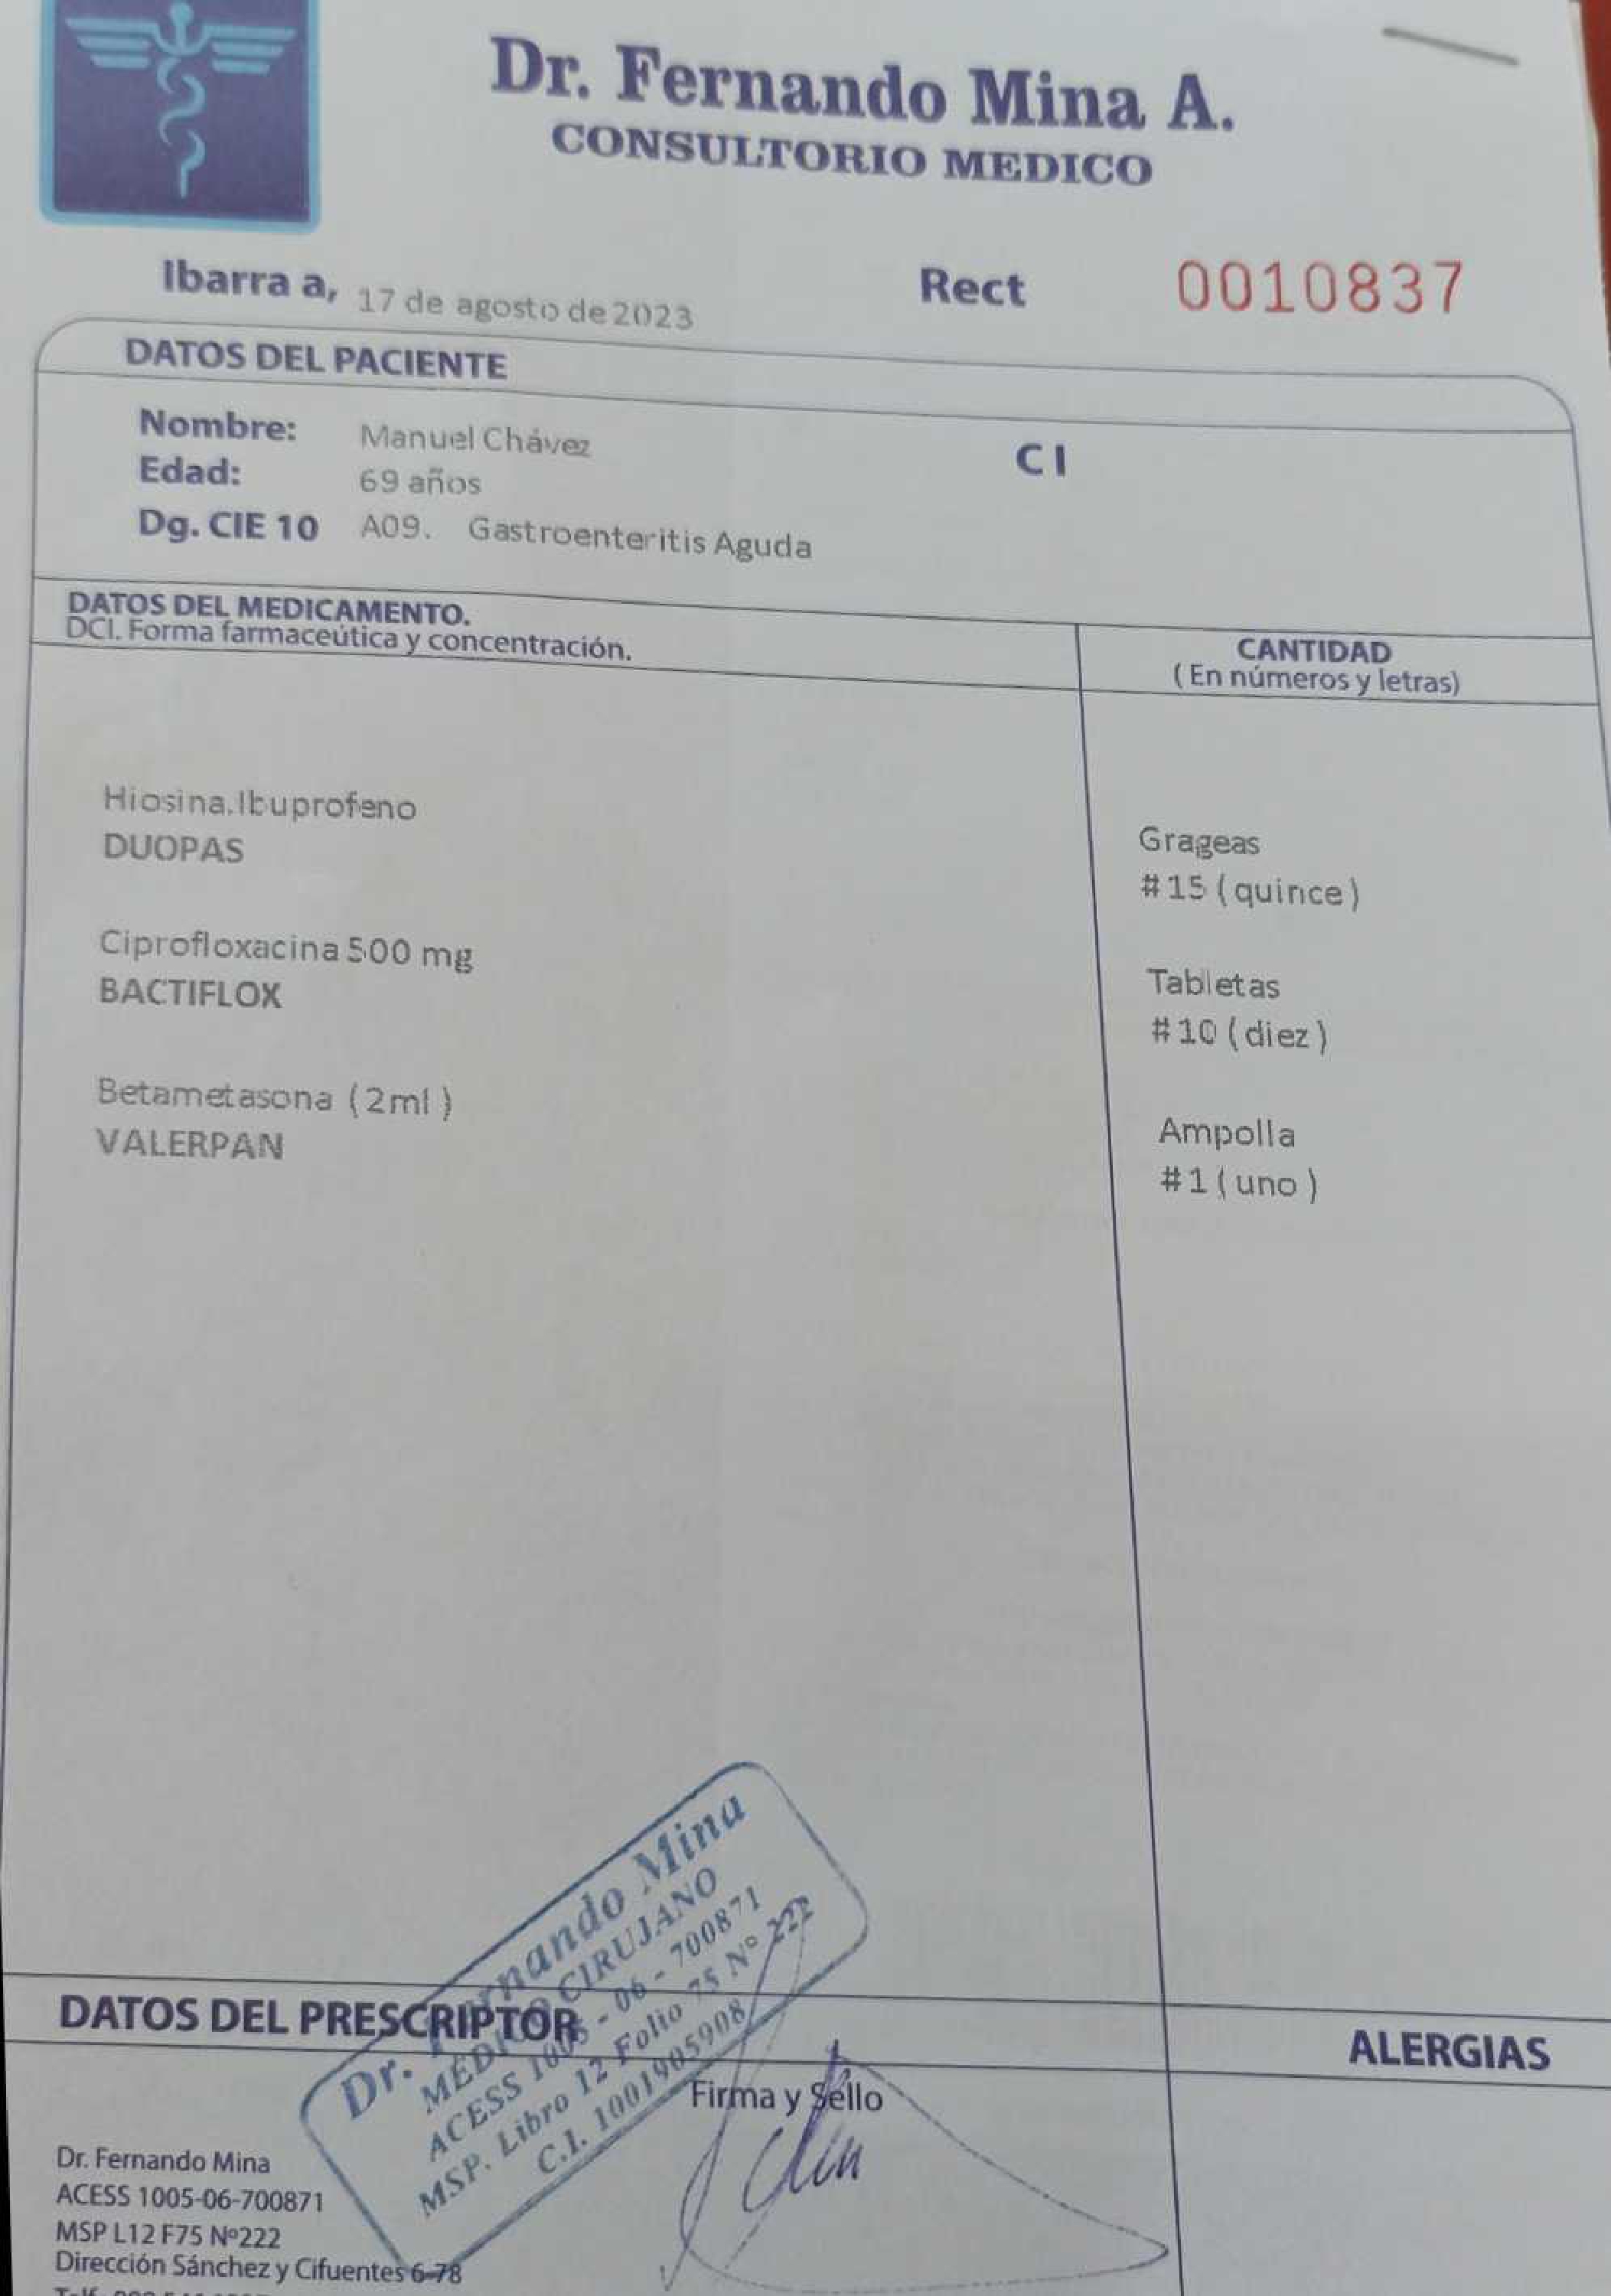 Dr. Fernando Mina A.
CONSULTORIO MEDICO
Ibarra a, 17 de agosto de 2023
Rect 0010837
DATOS DEL PACIENTE
Nombre: Manuel Chávez
CI
Edad: 69 años
Dg. CIE 10 A09. Gastroenteritis Aguda
DATOS DEL MEDICAMENTO.
DCI. Forma farmaceútica y concentración.
CANTIDAD
( En números y letras)
Hiosina.Ibuprofeno
DUOPAS
Grageas
#15 ( quince )
Ciprofloxacina 500 mg
BACTIFLOX
Tabletas
#10 ( diez )
Betametasona ( 2ml )
VALERPAN
Ampolla
#1 ( uno )
Dr. Fernando Mina
MÉDICO CIRUJANO
ACESS 1005 - 06 - 700871
MSP. Libro 12 Folio 75 N° 222
C.I. 1001905908
DATOS DEL PRESCRIPTOR
ALERGIAS
Firma y Sello
Dr. Fernando Mina
ACESS 1005-06-700871
MSP L12 F75 Nº222
Dirección Sánchez y Cifuentes 6-78